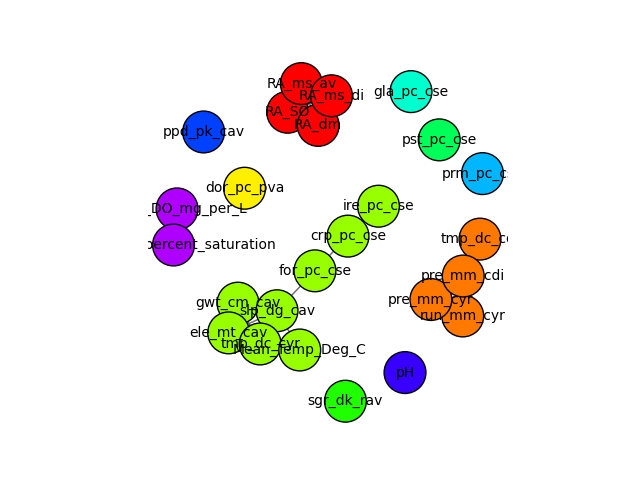 RA_ms_av
gla_pc_cse
RA_ms_di
RA_SO
RA_dm
ppd_pk_cav
pst_pc_cse
prm_pc_c
dor_pc_pva
_DO_mg_per_L
ire_pc_cse
crp_pc_cse
tmp_dc_c
percent_saturation
for_pc_cse
pre_mm_cdi
gwt_cm_cav
pre_mm_cyr
slp_dg_cav
run_mm_cyr
ele_mt_cav
tmp_dc_cyr
Mean_Temp_Deg_C
pH
sgr_dk_rav